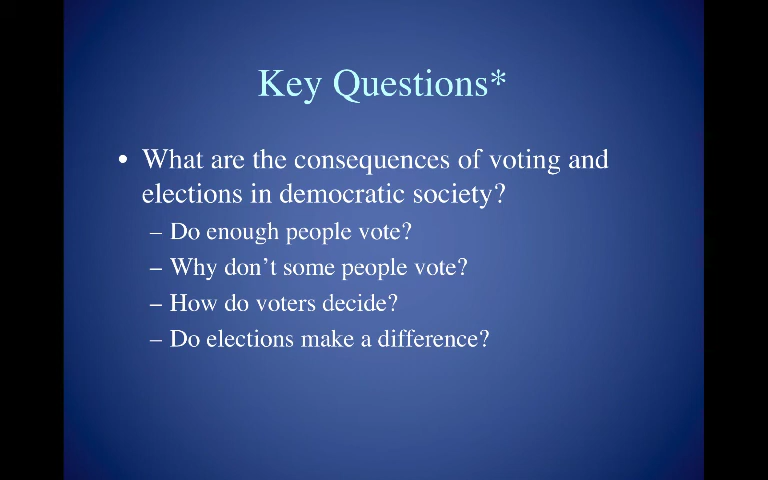 Key Questions*
• What are the consequences of voting and
elections in democratic society?
– Do enough people vote?
– Why don’t some people vote?
– How do voters decide?
– Do elections make a difference?